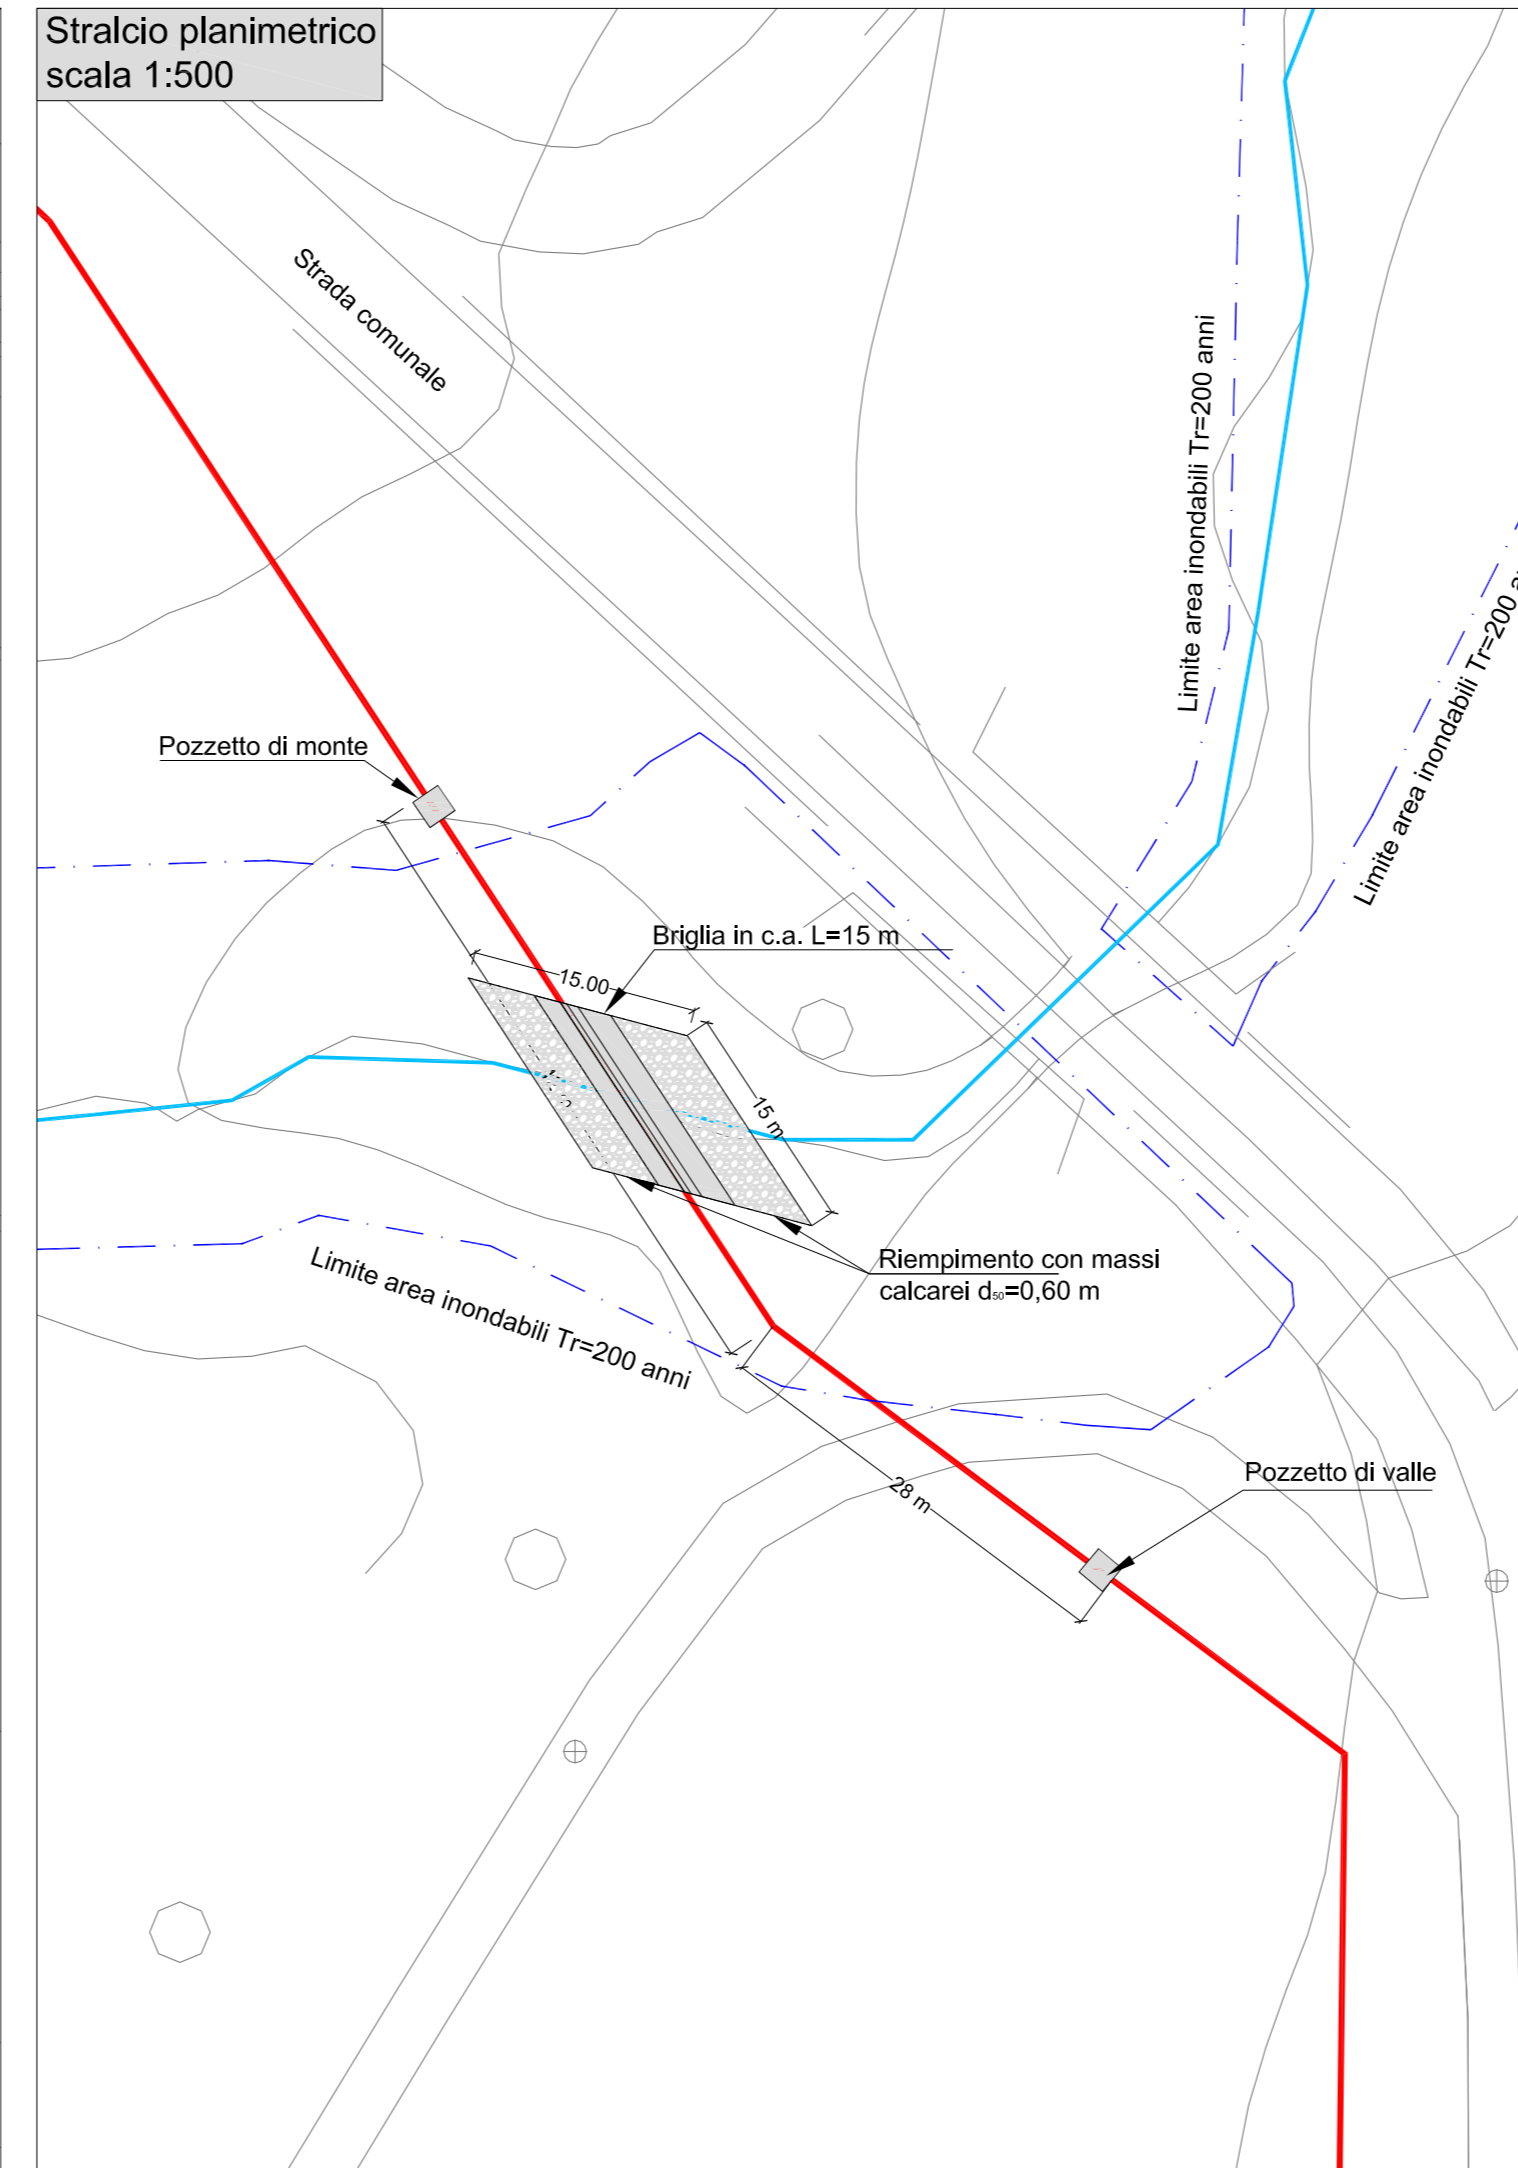 Stralcio planimetrico
scala 1:500
Strada comunale
Limite area inondabili Tr=200 anni
Limite area inondabili Tr=200
Pozzetto di monte
Briglia in c.a. L=15 m
15.00
15 m
Riempimento con massi
calcarei d₅₀=0,60 m
Limite area inondabili Tr=200 anni
28 m
Pozzetto di valle